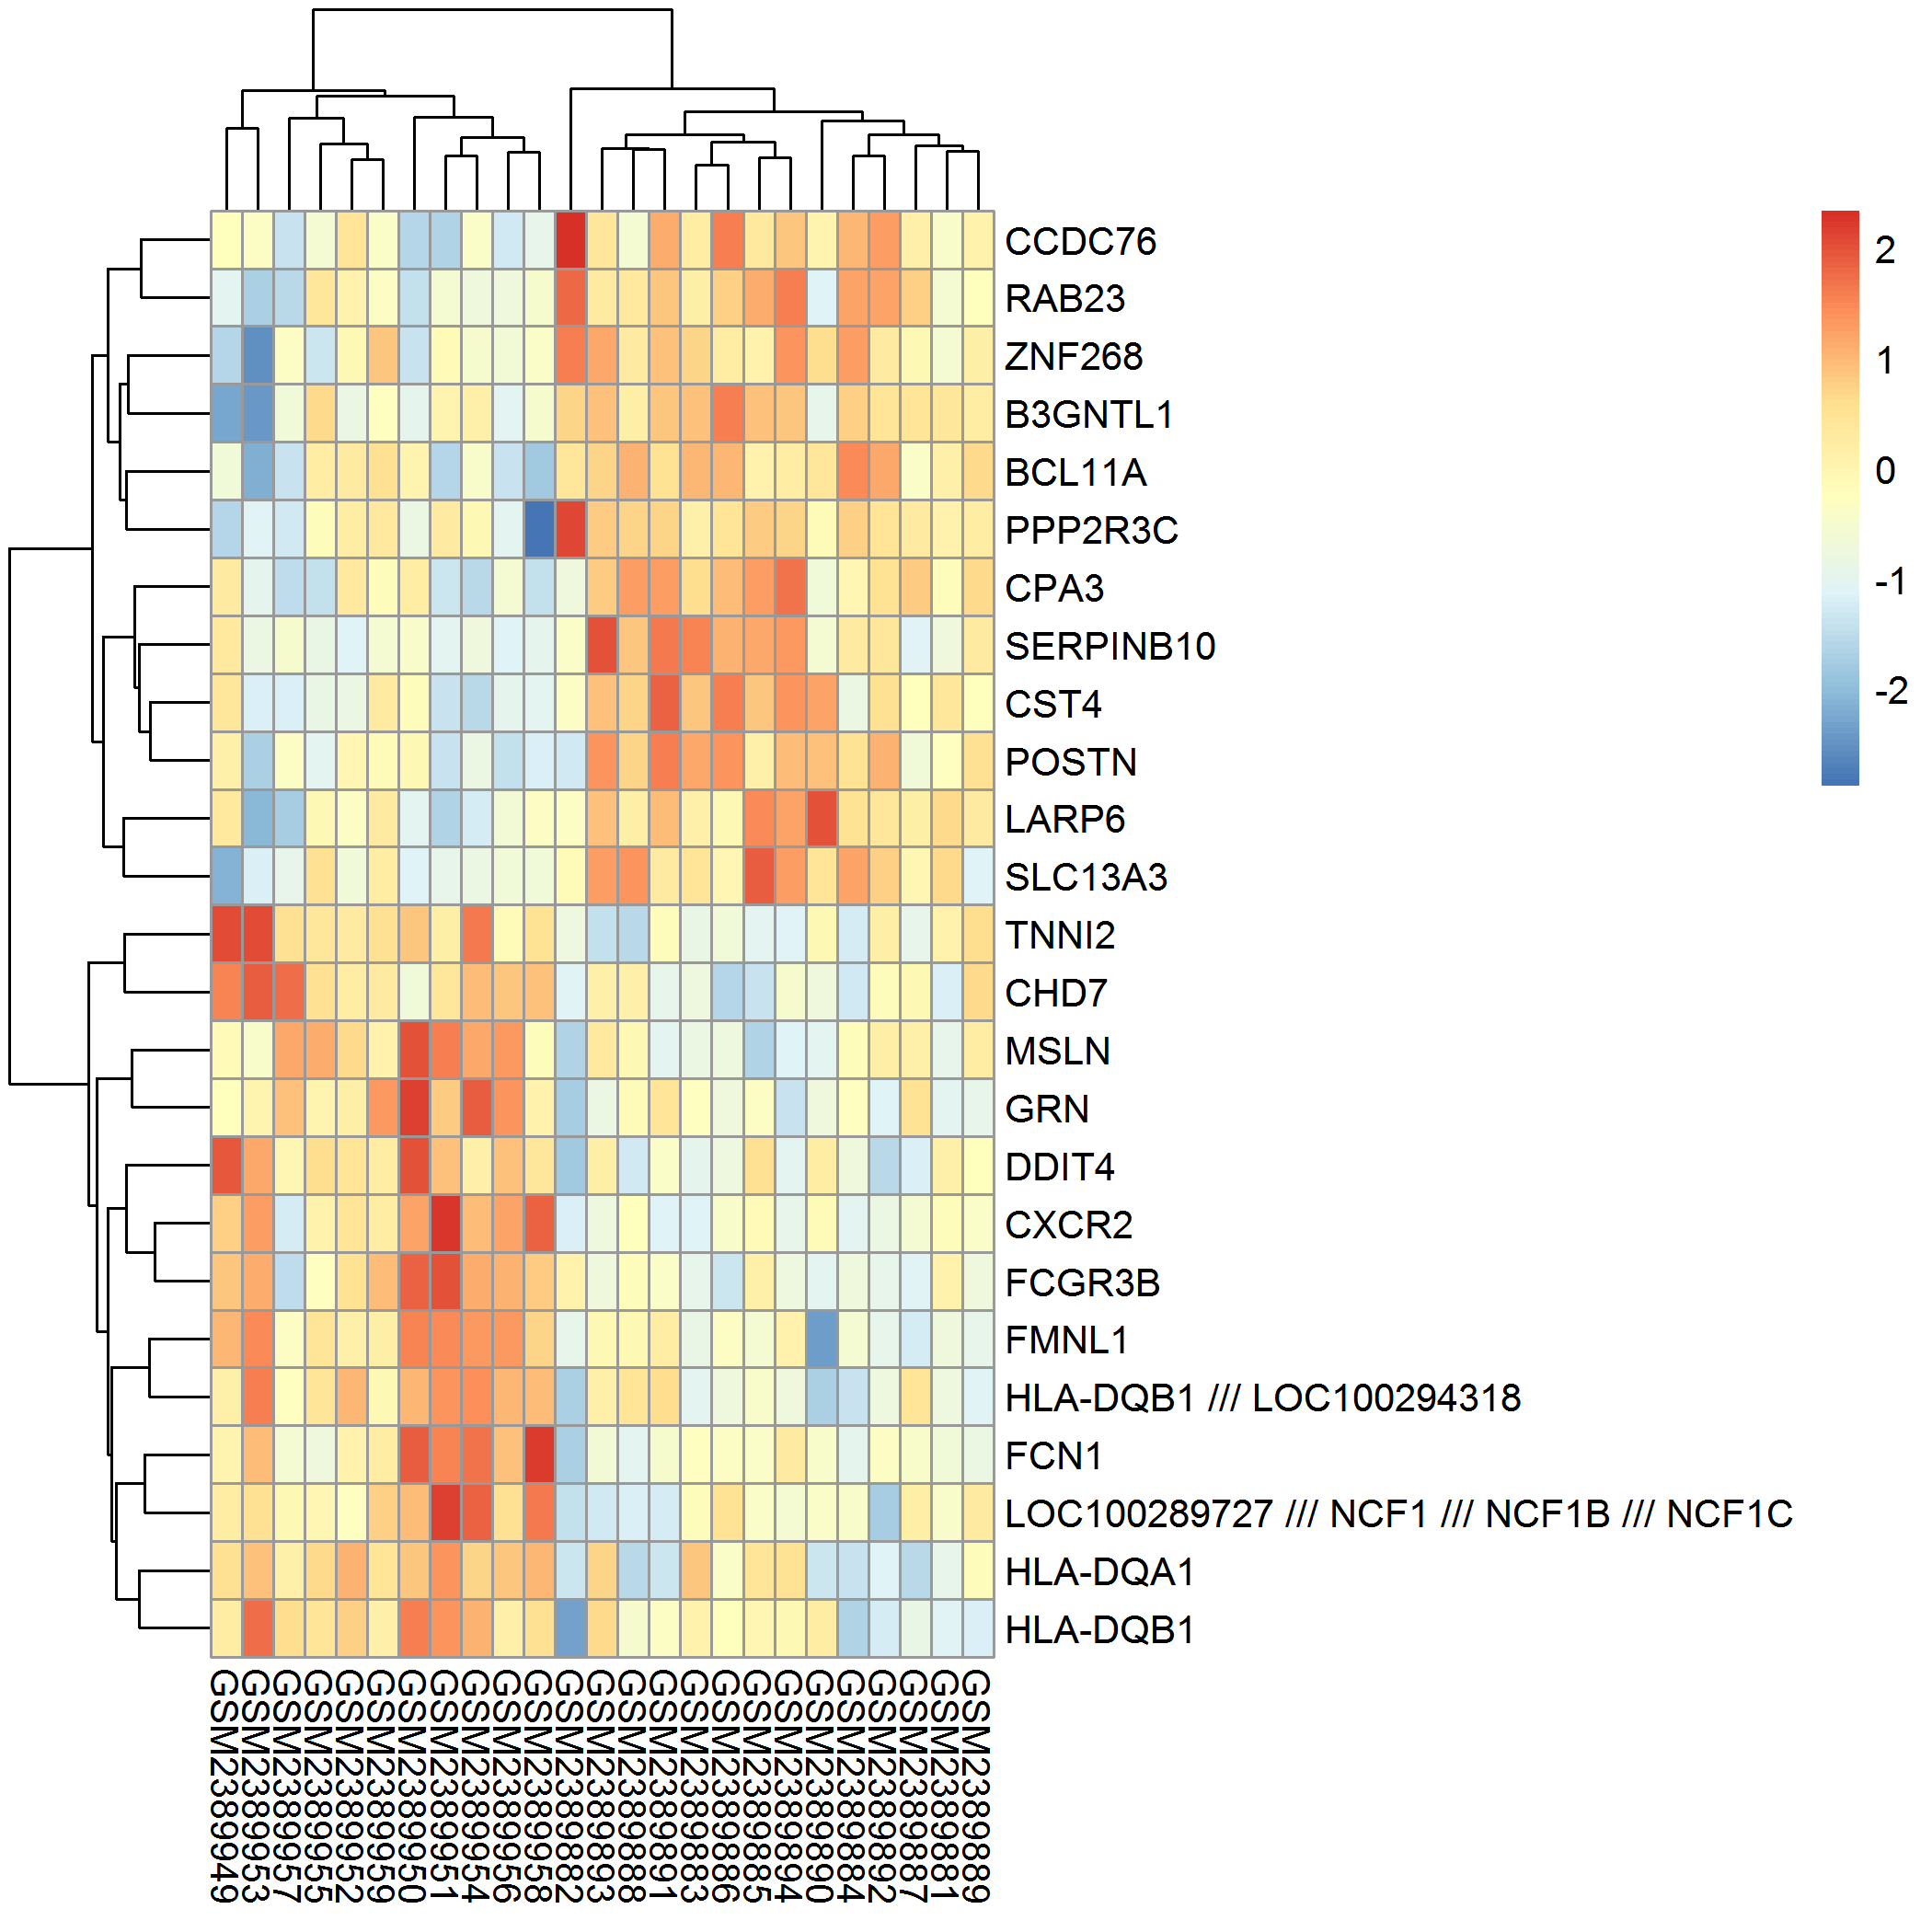 CCDC76
RAB23
ZNF268
B3GNTL1
BCL11A
PPP2R3C
CPA3
SERPINB10
CST4
POSTN
LARP6
SLC13A3
TNNI2
CHD7
MSLN
GRN
DDIT4
CXCR2
FCGR3B
FMNL1
HLA-DQB1 /// LOC100294318
FCN1
LOC100289727 /// NCF1 /// NCF1B /// NCF1C
HLA-DQA1
HLA-DQB1
2
1
0
-1
-2
GSM2389949
GSM2389953
GSM2389957
GSM2389955
GSM2389952
GSM2389959
GSM2389950
GSM2389951
GSM2389954
GSM2389956
GSM2389958
GSM2389882
GSM2389893
GSM2389888
GSM2389891
GSM2389883
GSM2389886
GSM2389885
GSM2389894
GSM2389890
GSM2389884
GSM2389892
GSM2389887
GSM2389881
GSM2389889